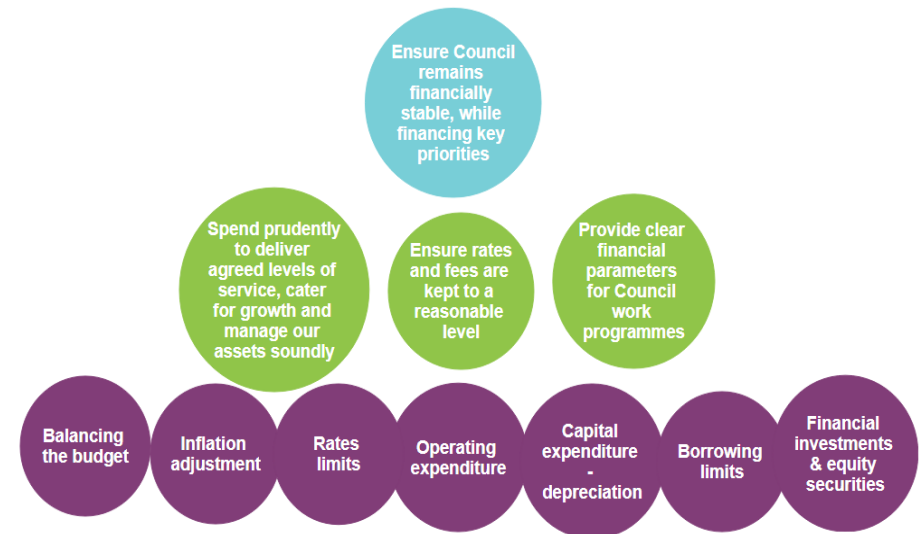 Ensure Council
remains
financially
stable, while
financing key
priorities
Spend prudently
to deliver
agreed levels of
service, cater
for growth and
manage our
assets soundly
Ensure rates
and fees are
kept to a
reasonable
level
Provide clear
financial
parameters
for Council
work
programmes
Balancing
the budget
Inflation
adjustment
Rates
limits
Operating
expenditure
Capital
expenditure
-
depreciation
Borrowing
limits
Financial
investments
& equity
securities